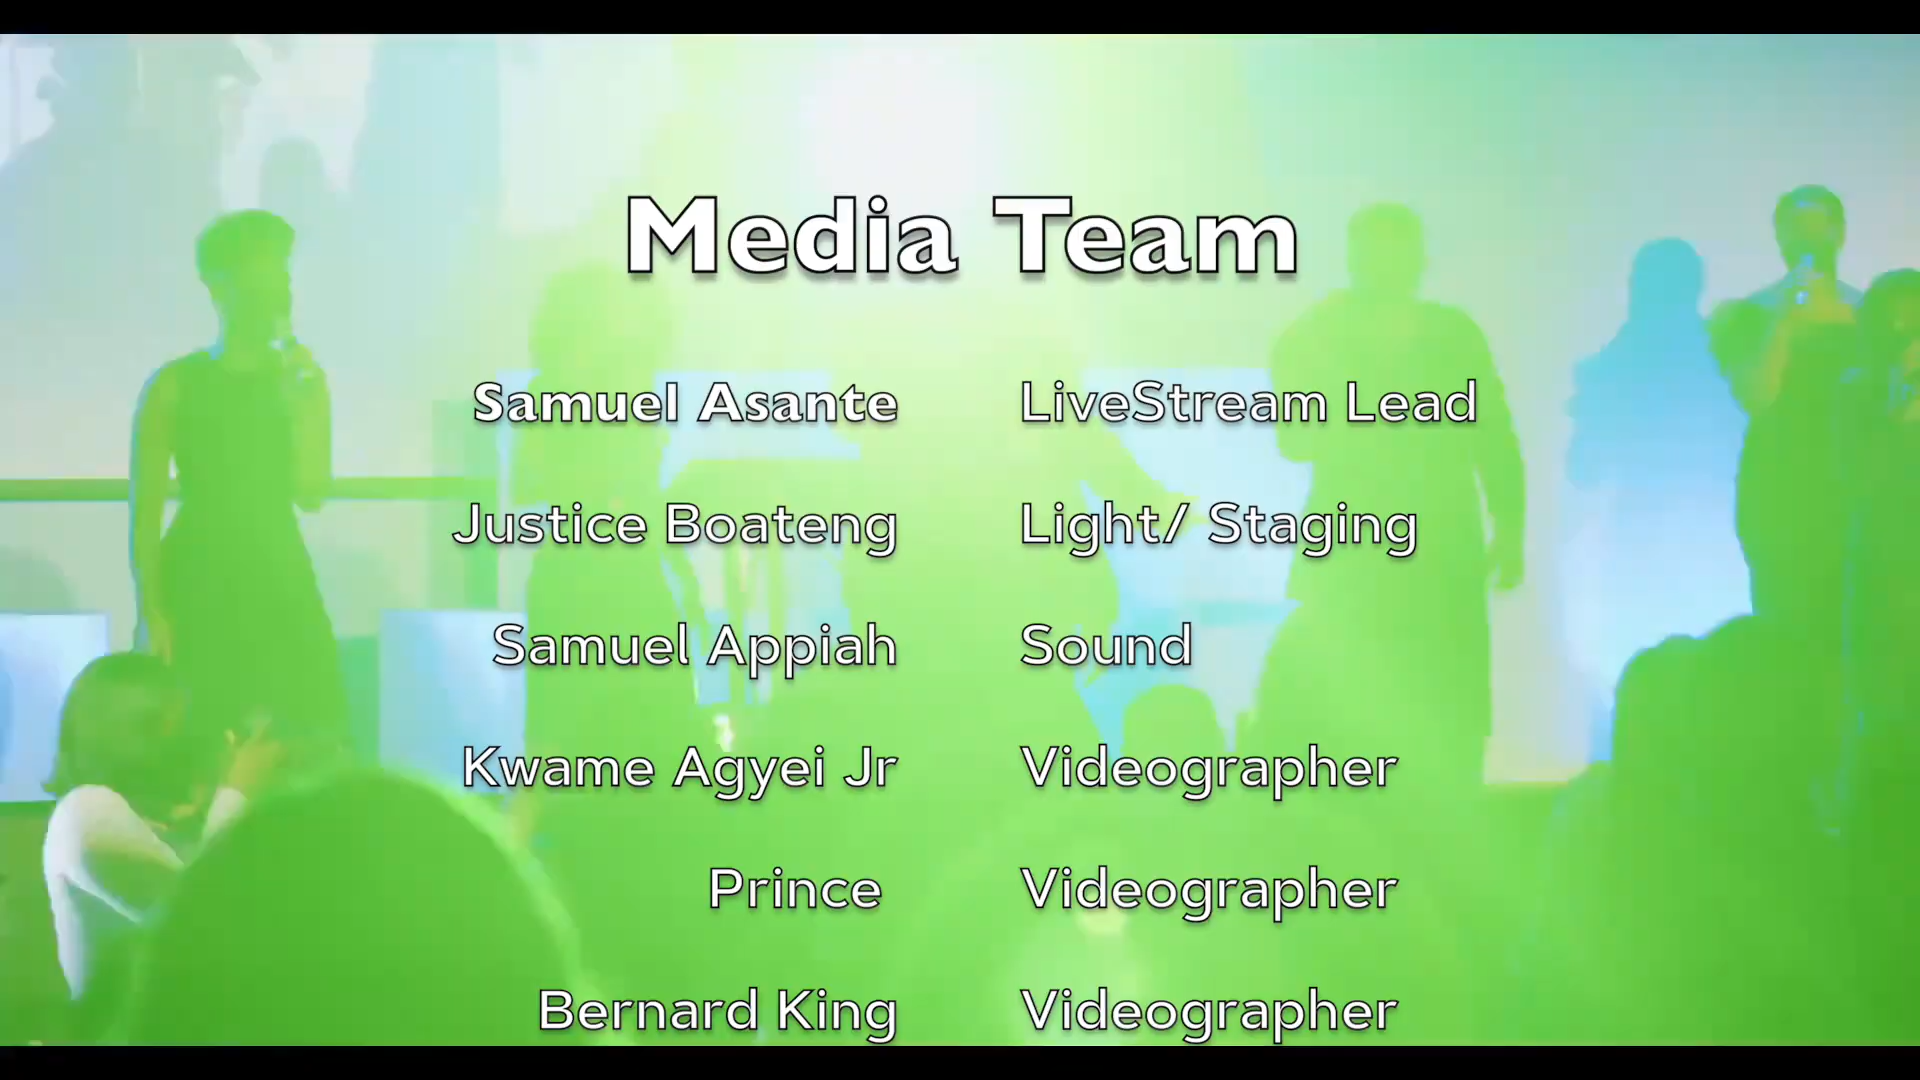 Media Team
Samuel Asante LiveStream Lead
Justice Boateng Light/ Staging
Samuel Appiah Sound
Kwame Agyei Jr Videographer
Prince Videographer
Bernard King Videographer